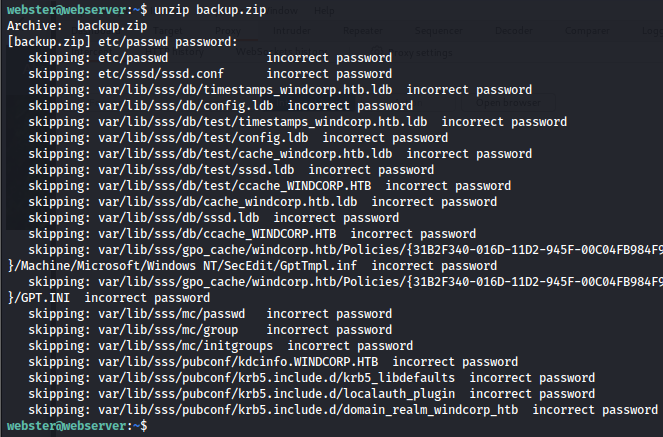 webster@webserver:~$ unzip backup.zip
Archive:  backup.zip
[backup.zip] etc/passwd password:
   skipping: etc/passwd              incorrect password
   skipping: etc/sssd/sssd.conf      incorrect password
   skipping: var/lib/sss/db/timestamps_windcorp.htb.ldb  incorrect password
   skipping: var/lib/sss/db/config.ldb  incorrect password
   skipping: var/lib/sss/db/test/timestamps_windcorp.htb.ldb  incorrect password
   skipping: var/lib/sss/db/test/config.ldb  incorrect password
   skipping: var/lib/sss/db/test/cache_windcorp.htb.ldb  incorrect password
   skipping: var/lib/sss/db/test/sssd.ldb  incorrect password
   skipping: var/lib/sss/db/test/ccache_WINDCORP.HTB  incorrect password
   skipping: var/lib/sss/db/cache_windcorp.htb.ldb  incorrect password
   skipping: var/lib/sss/db/sssd.ldb  incorrect password
   skipping: var/lib/sss/db/ccache_WINDCORP.HTB  incorrect password
   skipping: var/lib/sss/gpo_cache/windcorp.htb/Policies/{31B2F340-016D-11D2-945F-00C04FB984F9
}/Machine/Microsoft/Windows NT/SecEdit/GptTmpl.inf  incorrect password
   skipping: var/lib/sss/gpo_cache/windcorp.htb/Policies/{31B2F340-016D-11D2-945F-00C04FB984F9
}/GPT.INI  incorrect password
   skipping: var/lib/sss/mc/passwd   incorrect password
   skipping: var/lib/sss/mc/group    incorrect password
   skipping: var/lib/sss/mc/initgroups  incorrect password
   skipping: var/lib/sss/pubconf/kdcinfo.WINDCORP.HTB  incorrect password
   skipping: var/lib/sss/pubconf/krb5.include.d/krb5_libdefaults  incorrect password
   skipping: var/lib/sss/pubconf/krb5.include.d/localauth_plugin  incorrect password
   skipping: var/lib/sss/pubconf/krb5.include.d/domain_realm_windcorp_htb  incorrect password
webster@webserver:~$